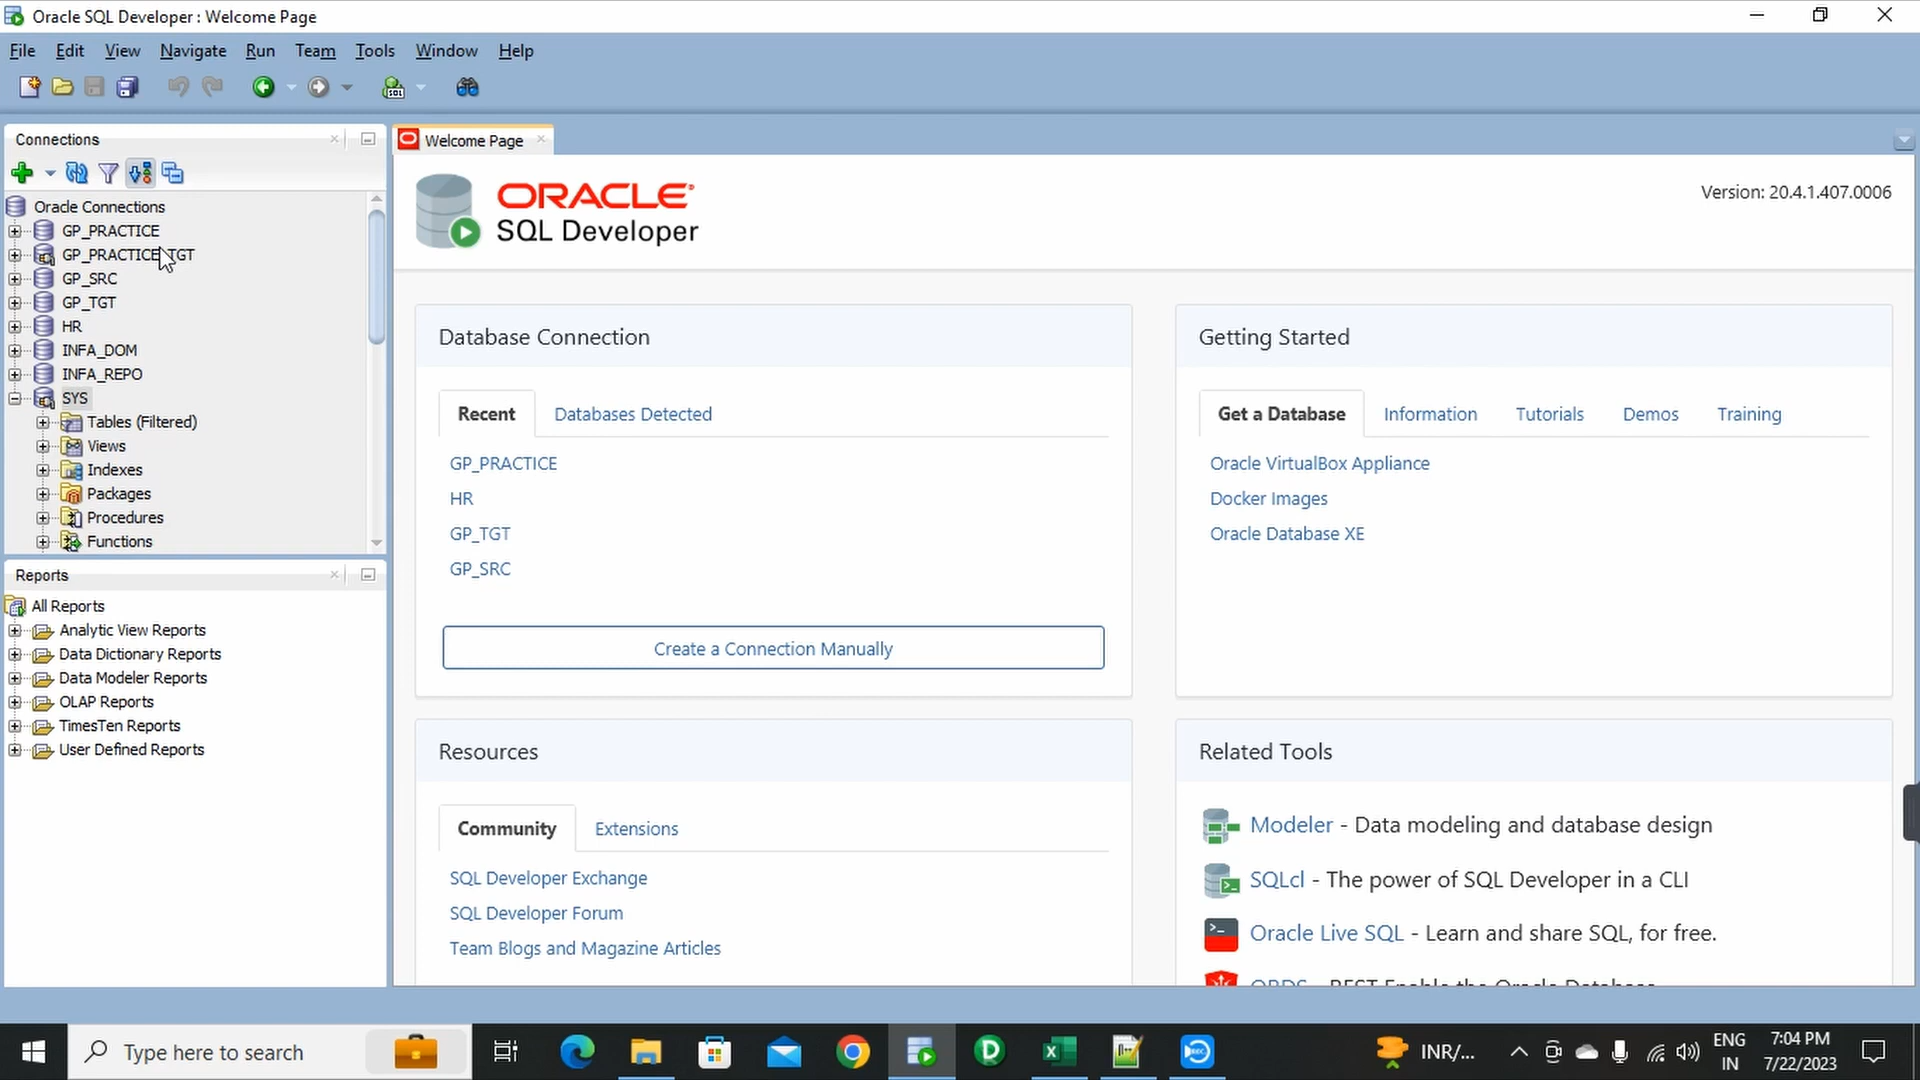 Oracle SQL Developer : Welcome Page
File Edit View Navigate Run Team Tools Window Help
Connections
Oracle Connections
GP_PRACTICE
GP_PRACTICE_TGT
GP_SRC
GP_TGT
HR
INFA_DOM
INFA_REPO
SYS
Tables (Filtered)
Views
Indexes
Packages
Procedures
Functions
Reports
All Reports
Analytic View Reports
Data Dictionary Reports
Data Modeler Reports
OLAP Reports
TimesTen Reports
User Defined Reports
Welcome Page
ORACLE
SQL Developer
Version: 20.4.1.407.0006
Database Connection
Recent Databases Detected
GP_PRACTICE
HR
GP_TGT
GP_SRC
Create a Connection Manually
Getting Started
Get a Database Information Tutorials Demos Training
Oracle VirtualBox Appliance
Docker Images
Oracle Database XE
Resources
Community Extensions
SQL Developer Exchange
SQL Developer Forum
Team Blogs and Magazine Articles
Related Tools
Modeler - Data modeling and database design
SQLcl - The power of SQL Developer in a CLI
Oracle Live SQL - Learn and share SQL, for free.
ORDS - REST Enable the Oracle Database
Type here to search
INR/...
ENG
IN
7:04 PM
7/22/2023